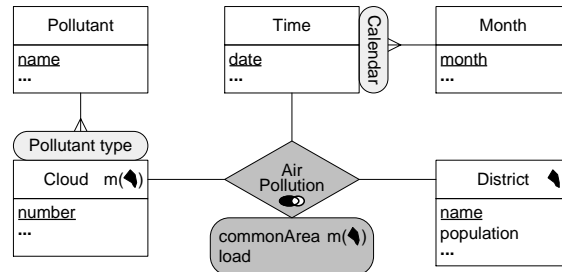 Pollutant
name
...
Time
date
...
Calendar
Month
month
...
Pollutant type
Cloud m( )
number
...
Air
Pollution
commonArea m( )
load
District
name
population
...